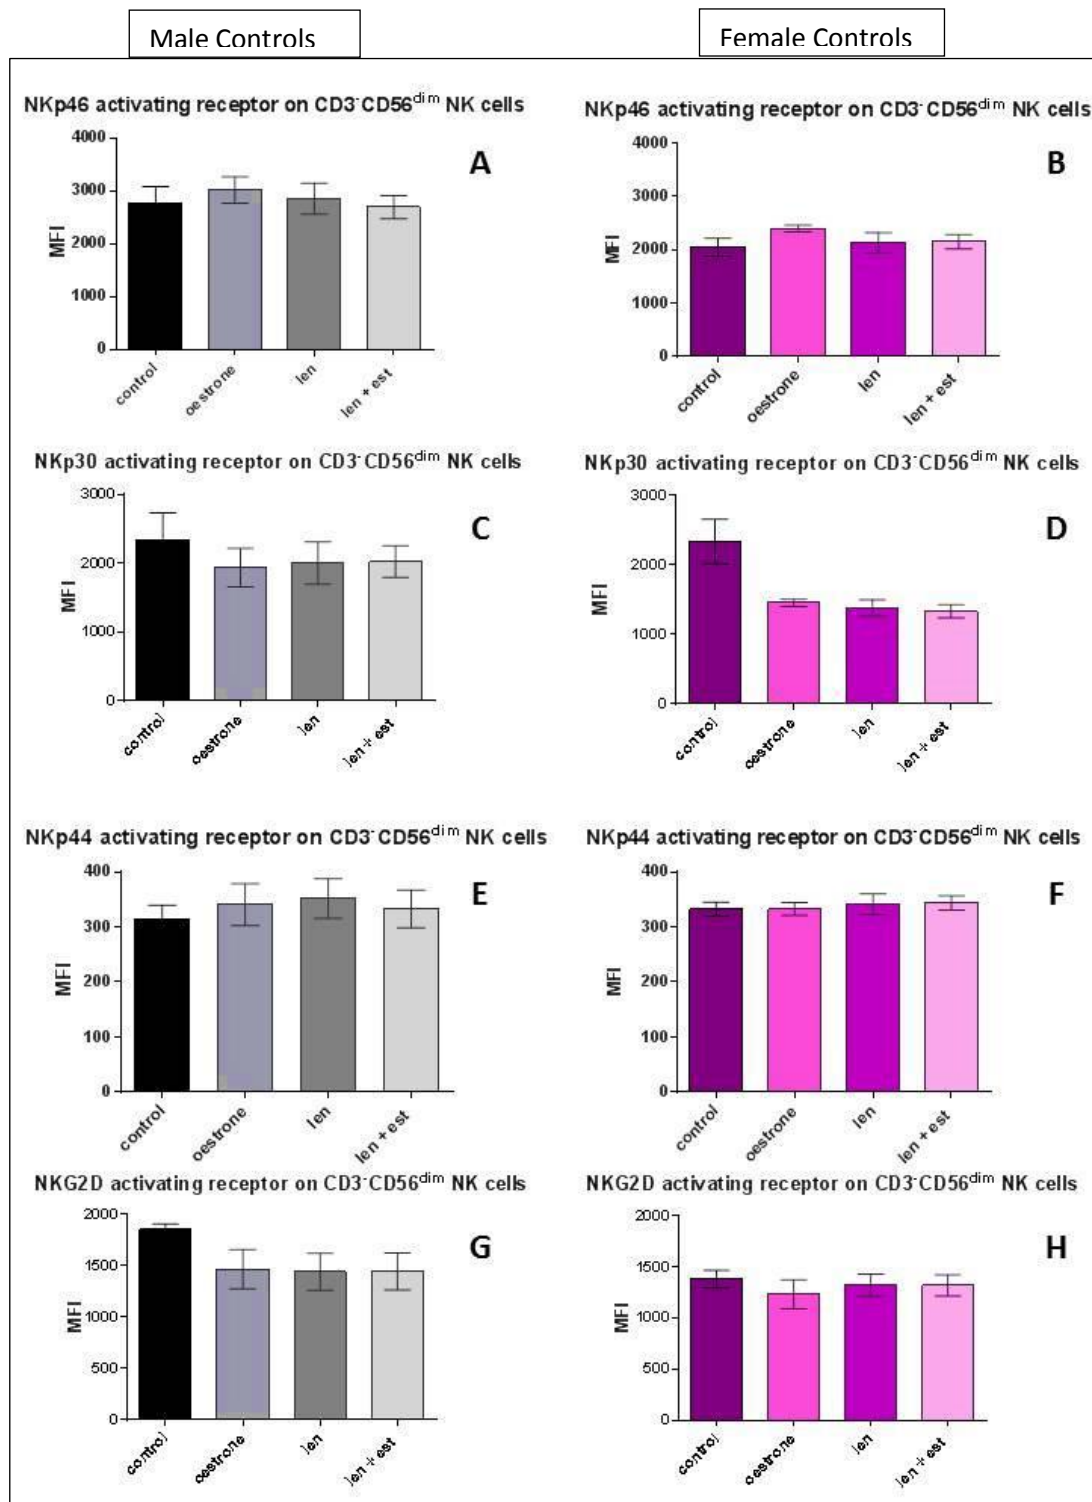 Male Controls
Female Controls
NKp46 activating receptor on CD3⁻CD56ᵈⁱᵐ NK cells
A
4000
3000
2000
1000
0
MFI
control
oestrone
len
len + est
NKp46 activating receptor on CD3⁻CD56ᵈⁱᵐ NK cells
B
4000
3000
2000
1000
0
MFI
control
oestrone
len
len + est
NKp30 activating receptor on CD3⁻CD56ᵈⁱᵐ NK cells
C
3000
2000
1000
0
MFI
control
oestrone
len
len + est
NKp30 activating receptor on CD3⁻CD56ᵈⁱᵐ NK cells
D
3000
2000
1000
0
MFI
control
oestrone
len
len + est
NKp44 activating receptor on CD3⁻CD56ᵈⁱᵐ NK cells
E
400
300
200
100
0
MFI
control
oestrone
len
len + est
NKp44 activating receptor on CD3⁻CD56ᵈⁱᵐ NK cells
F
400
300
200
100
0
MFI
control
oestrone
len
len + est
NKG2D activating receptor on CD3⁻CD56ᵈⁱᵐ NK cells
G
2000
1500
1000
500
0
MFI
control
oestrone
len
len + est
NKG2D activating receptor on CD3⁻CD56ᵈⁱᵐ NK cells
H
2000
1500
1000
500
0
MFI
control
oestrone
len
len + est